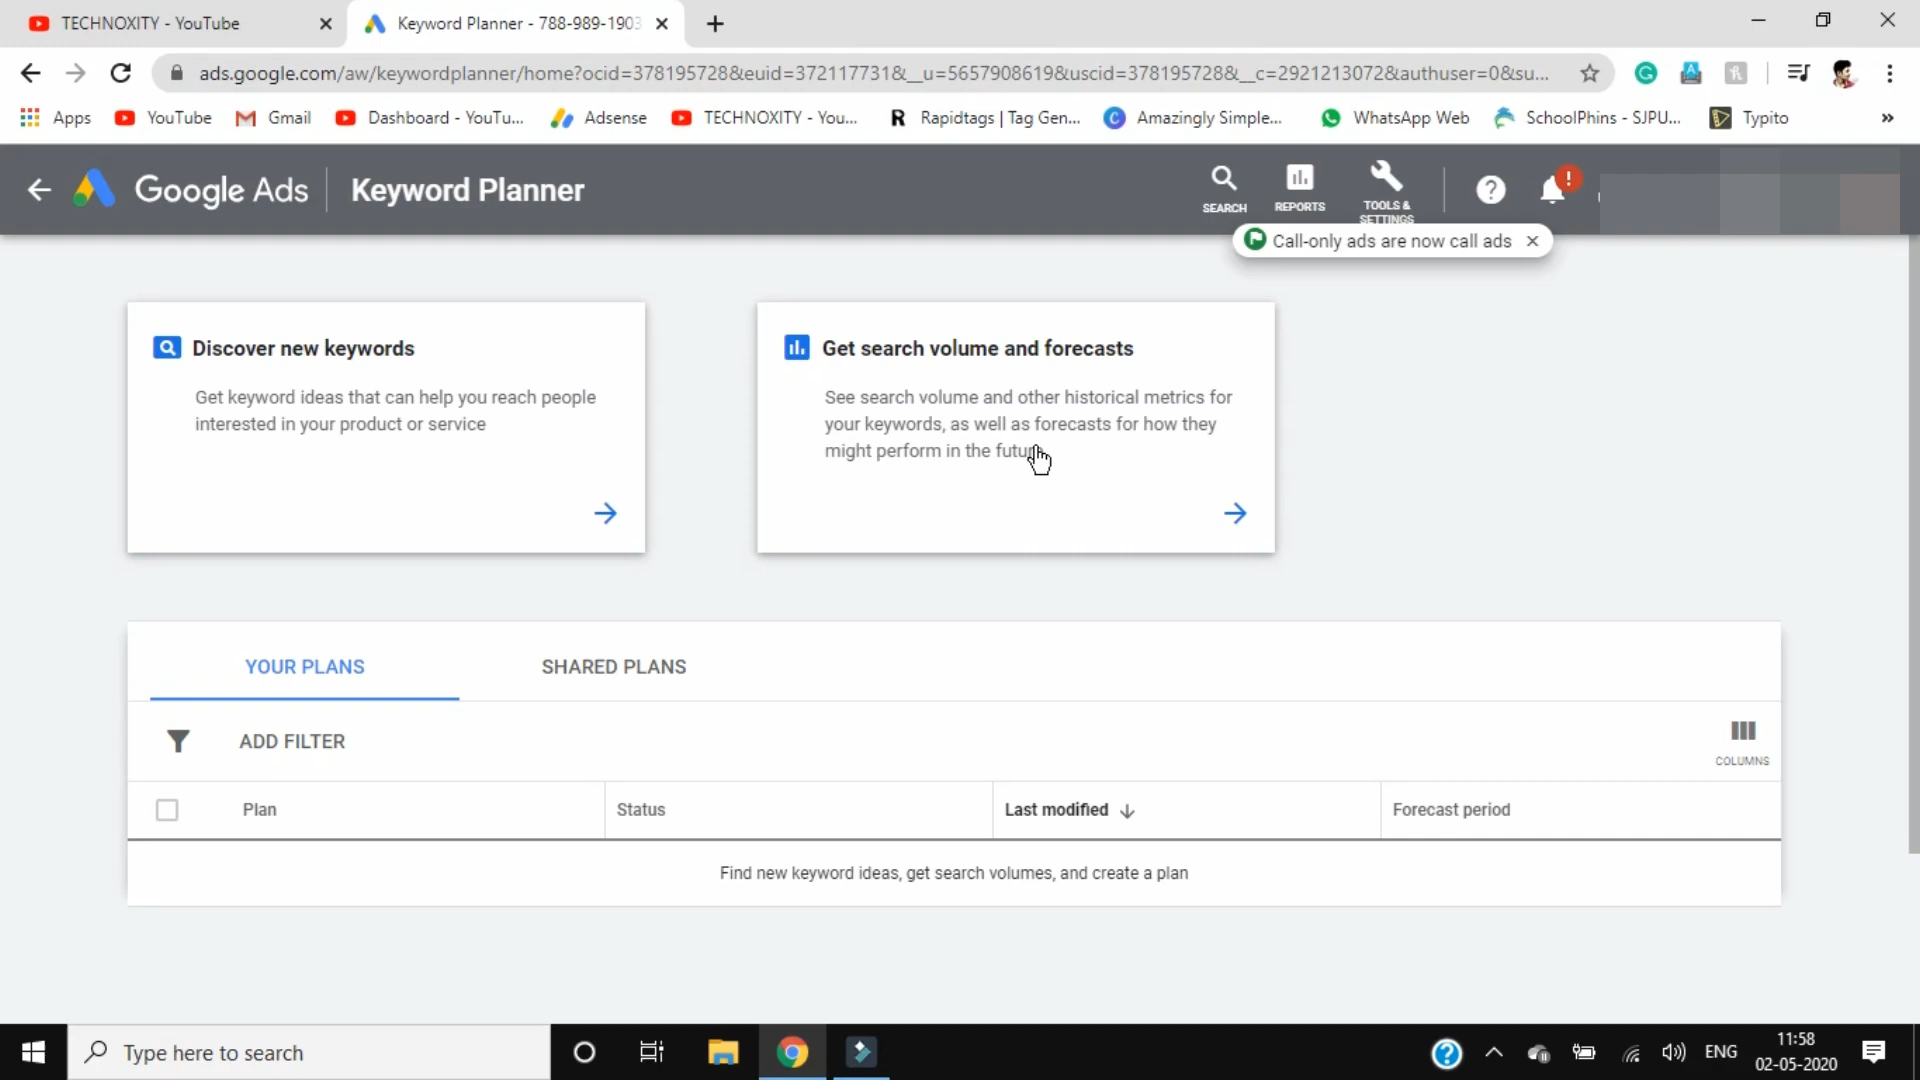 TECHNOXITY - YouTube
Keyword Planner - 788-989-1903
ads.google.com/aw/keywordplanner/home?ocid=378195728&euid=372117731&__u=5657908619&uscid=378195728&__c=2921213072&authuser=0&su...
Apps YouTube Gmail Dashboard - YouTu... Adsense TECHNOXITY - You... Rapidtags | Tag Gen... Amazingly Simple... WhatsApp Web SchoolPhins - SJPU... Typito »
Google Ads Keyword Planner
SEARCH REPORTS TOOLS &
SETTINGS
Call-only ads are now call ads
Discover new keywords
Get keyword ideas that can help you reach people
interested in your product or service
Get search volume and forecasts
See search volume and other historical metrics for
your keywords, as well as forecasts for how they
might perform in the future
YOUR PLANS SHARED PLANS
ADD FILTER
COLUMNS
Plan Status Last modified Forecast period
Find new keyword ideas, get search volumes, and create a plan
Type here to search
ENG
11:58
02-05-2020